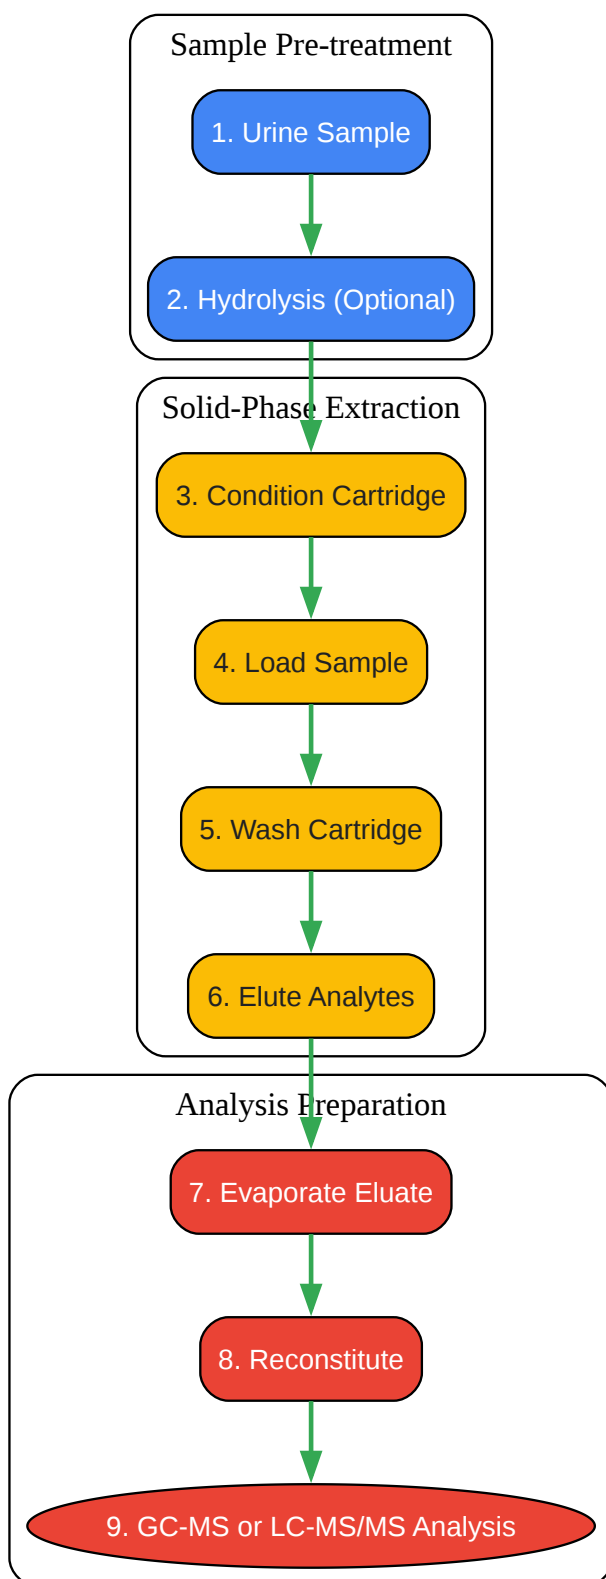 Sample Pre-treatment
1. Urine Sample
2. Hydrolysis (Optional)
Solid-Phase Extraction
3. Condition Cartridge
4. Load Sample
5. Wash Cartridge
6. Elute Analytes
Analysis Preparation
7. Evaporate Eluate
8. Reconstitute
9. GC-MS or LC-MS/MS Analysis